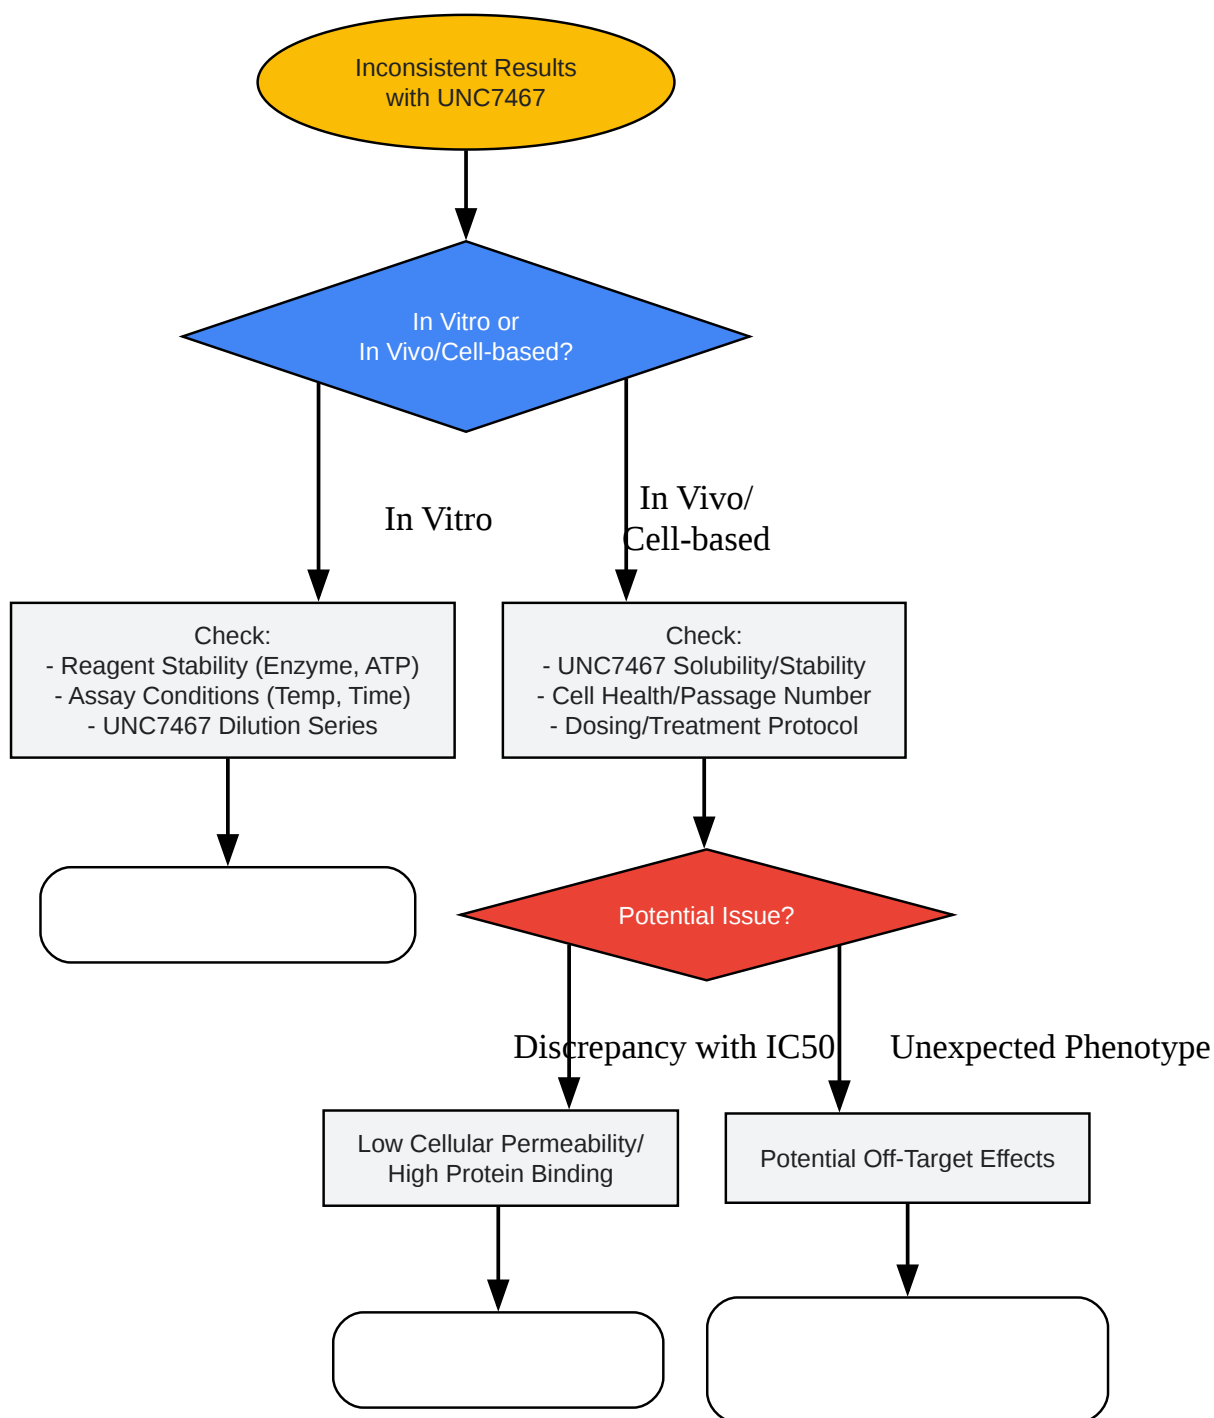 Inconsistent Results
with UNC7467
In Vitro or
In Vivo/Cell-based?
In Vitro
In Vivo/
Cell-based
Check:
- Reagent Stability (Enzyme, ATP)
- Assay Conditions (Temp, Time)
- UNC7467 Dilution Series
Check:
- UNC7467 Solubility/Stability
- Cell Health/Passage Number
- Dosing/Treatment Protocol
Potential Issue?
Discrepancy with IC50
Unexpected Phenotype
Low Cellular Permeability/
High Protein Binding
Potential Off-Target Effects